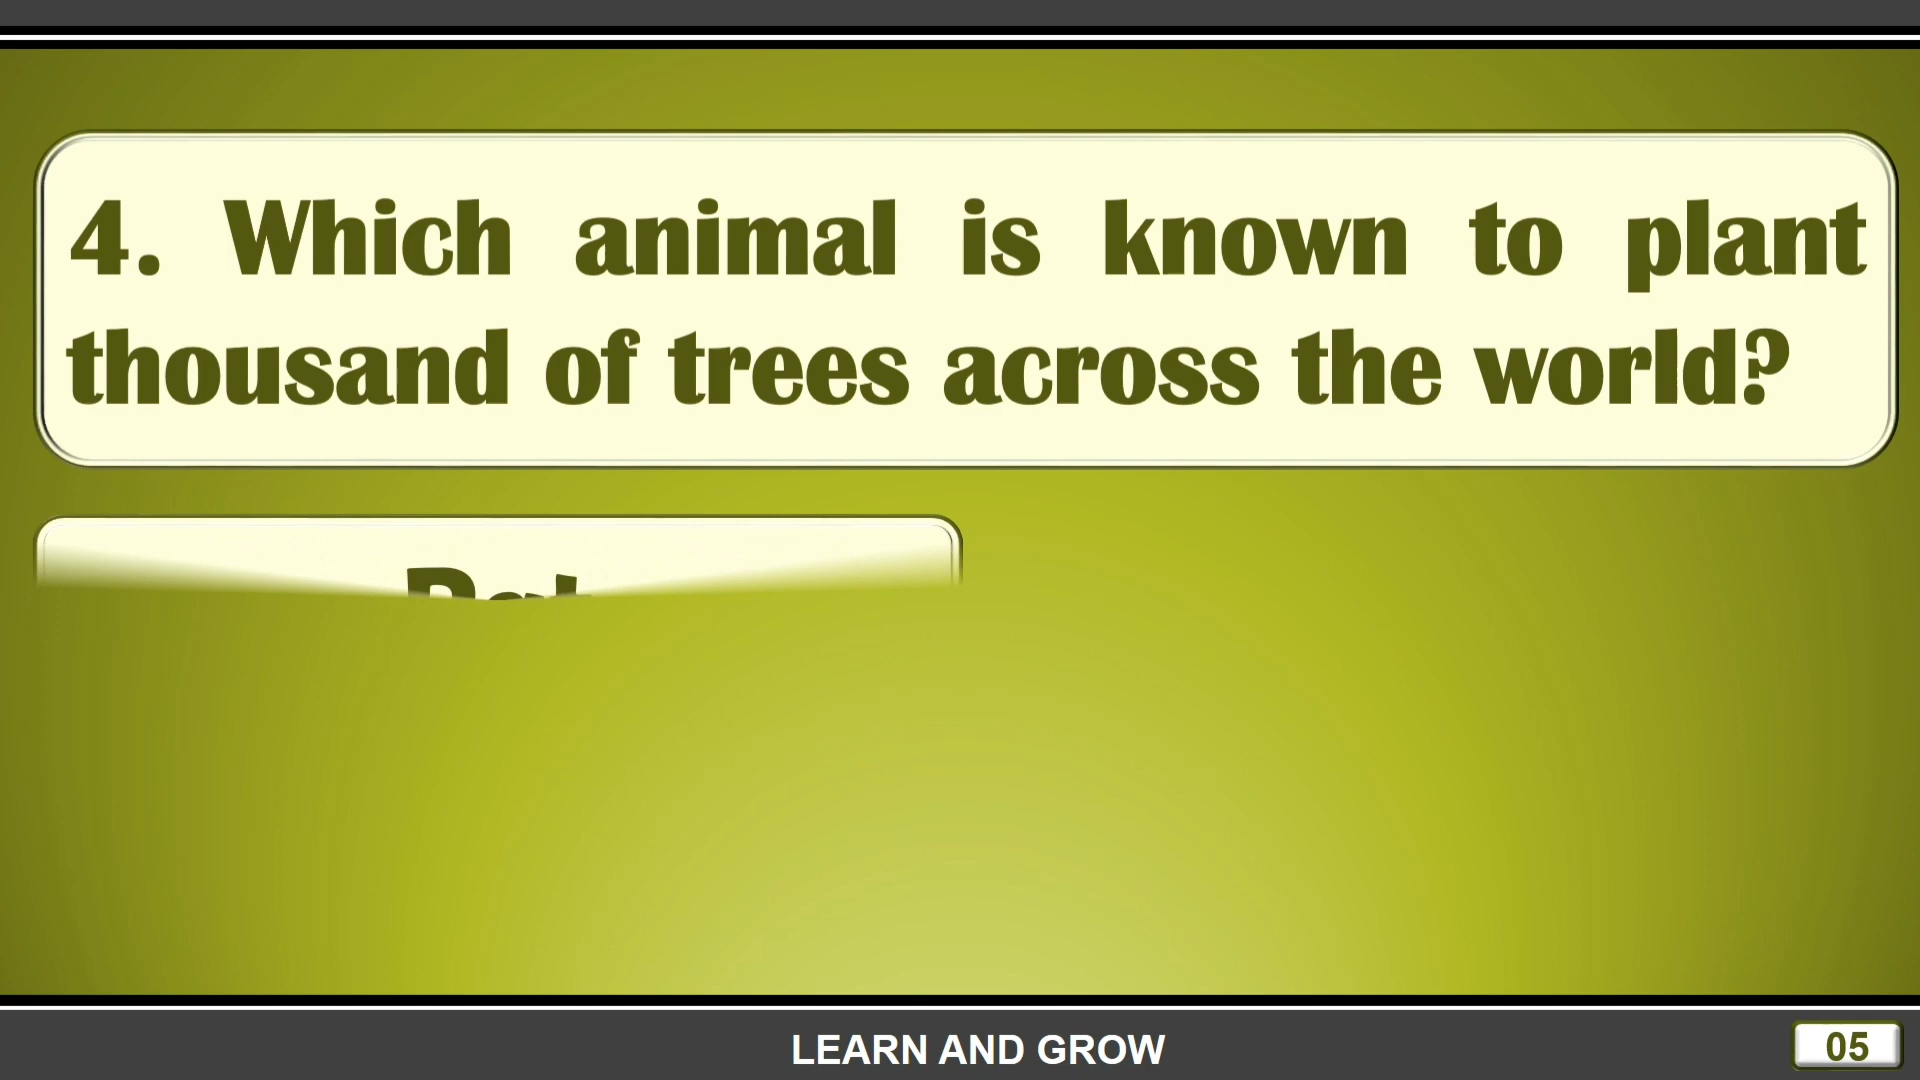 4. Which animal is known to plant
thousand of trees across the world?
LEARN AND GROW
05